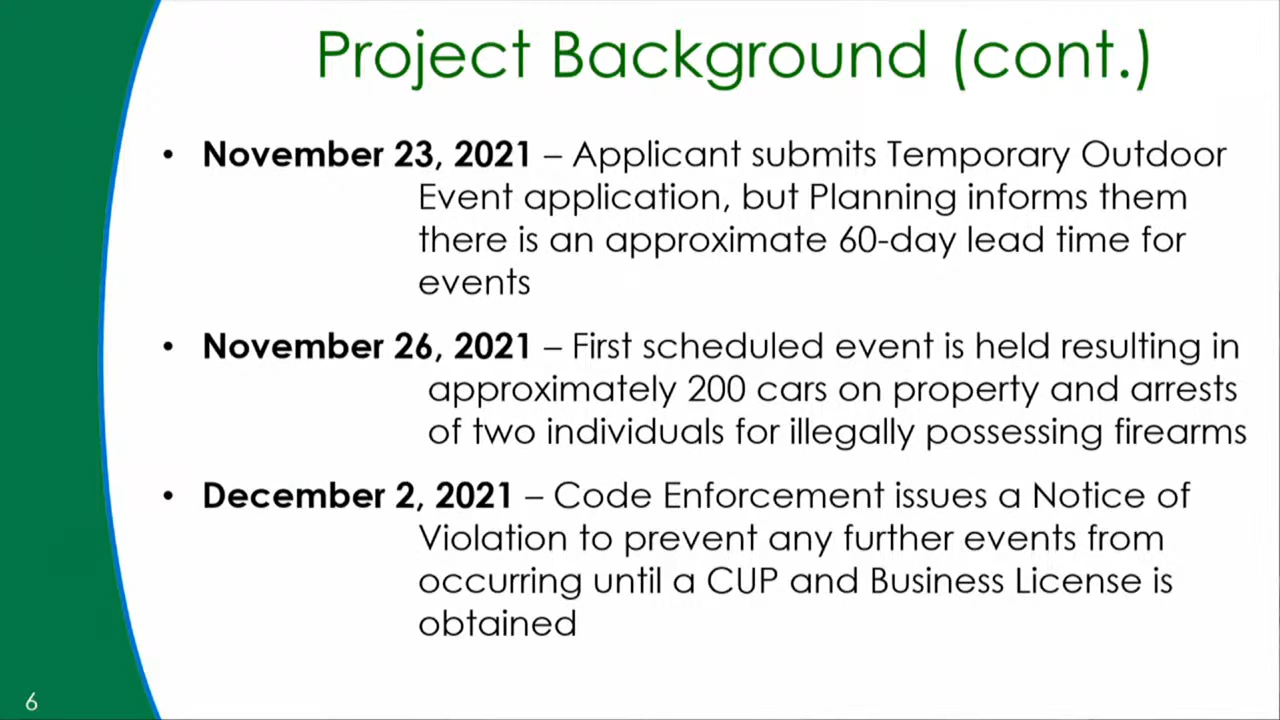 Project Background (cont.)
• November 23, 2021 – Applicant submits Temporary Outdoor
Event application, but Planning informs them
there is an approximate 60-day lead time for
events
• November 26, 2021 – First scheduled event is held resulting in
approximately 200 cars on property and arrests
of two individuals for illegally possessing firearms
• December 2, 2021 – Code Enforcement issues a Notice of
Violation to prevent any further events from
occurring until a CUP and Business License is
obtained
6